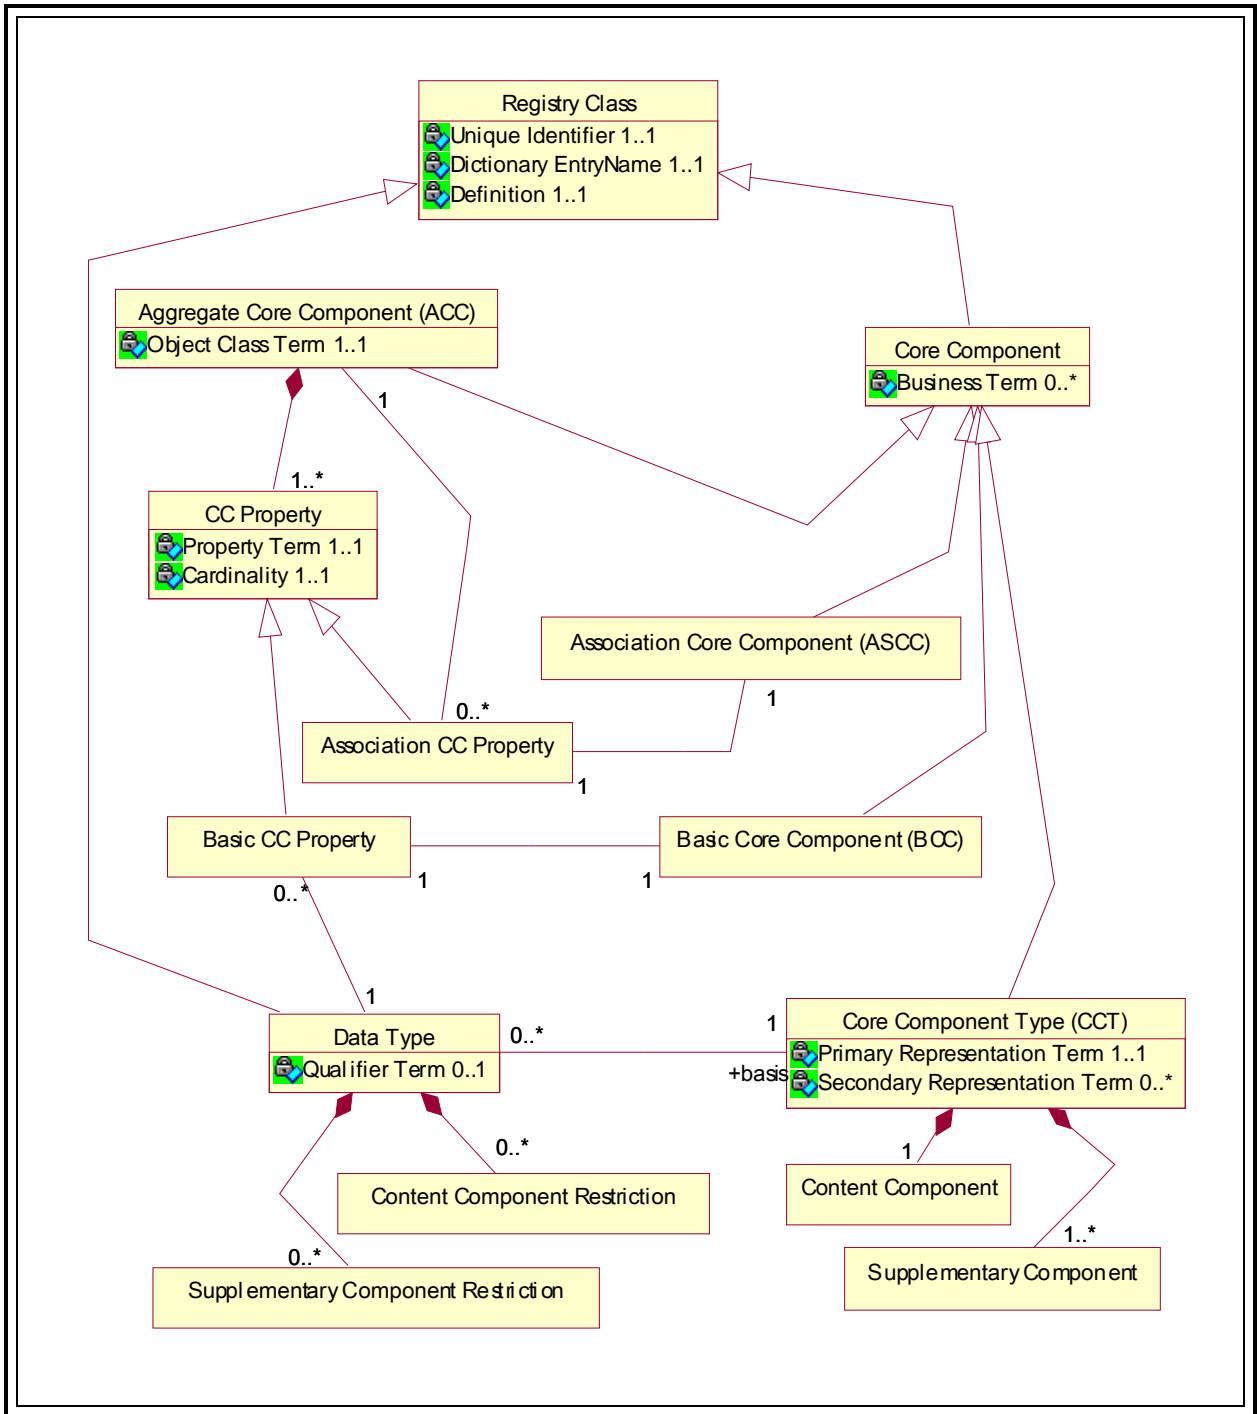 Registry Class
Unique Identifier 1..1
Dictionary EntryName 1..1
Definition 1..1
Aggregate Core Component (ACC)
Object Class Term 1..1
Core Component
Business Term 0..*
1
1..*
CC Property
Property Term 1..1
Cardinality 1..1
Association Core Component (ASCC)
1
0..*
Association CC Property
1
Basic CC Property
Basic Core Component (BCC)
0..*
1
1
1
Data Type
Qualifier Term 0..1
0..*
1
+basis
Core Component Type (CCT)
Primary Representation Term 1..1
Secondary Representation Term 0..*
0..*
Content Component Restriction
1
Content Component
0..*
Supplementary Component Restriction
1..*
Supplementary Component